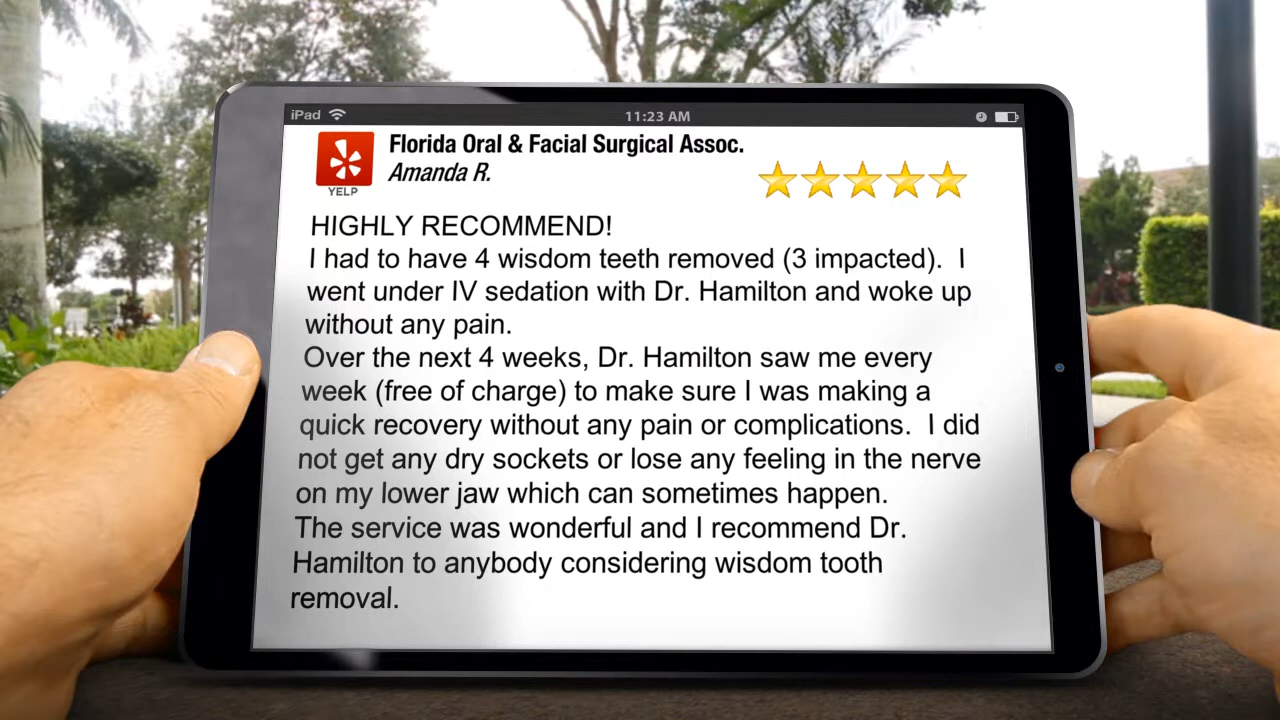 iPad 11:23 AM
Florida Oral & Facial Surgical Assoc.
Amanda R.
YELP
HIGHLY RECOMMEND!
I had to have 4 wisdom teeth removed (3 impacted).  I
went under IV sedation with Dr. Hamilton and woke up
without any pain.
Over the next 4 weeks, Dr. Hamilton saw me every
week (free of charge) to make sure I was making a
quick recovery without any pain or complications.  I did
not get any dry sockets or lose any feeling in the nerve
on my lower jaw which can sometimes happen.
The service was wonderful and I recommend Dr.
Hamilton to anybody considering wisdom tooth
removal.